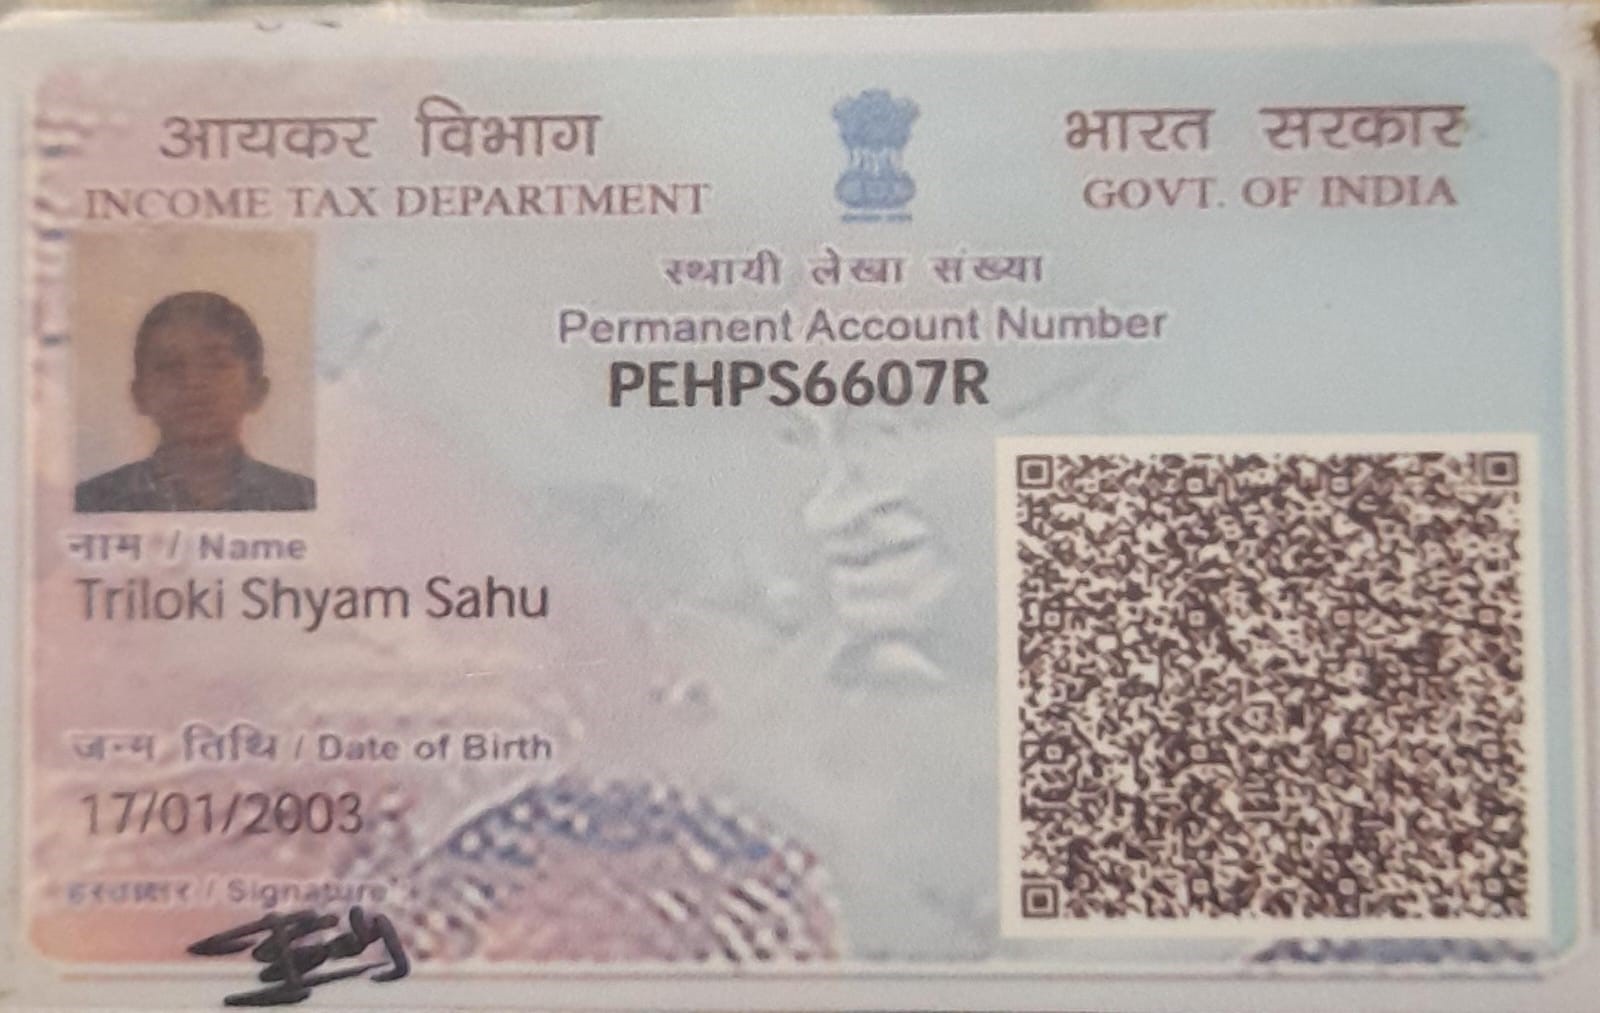 आयकर विभाग
INCOME TAX DEPARTMENT
भारत सरकार
GOVT. OF INDIA
स्थायी लेखा संख्या
Permanent Account Number
PEHPS6607R
नाम / Name
Triloki Shyam Sahu
जन्म तिथि / Date of Birth
17/01/2003
हस्ताक्षर / Signature